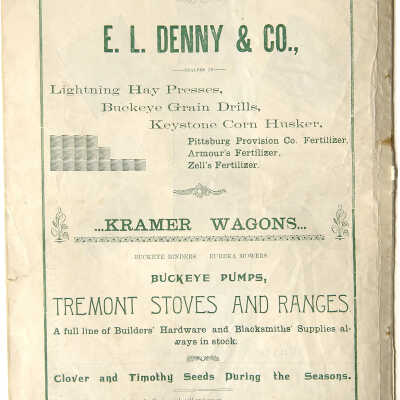 E. L. DENNY & CO.,
DEALER IN
Lightning Hay Presses,
Buckeye Grain Drills,
Keystone Corn Husker,
Pittsburg Provision Co. Fertilizer,
Armour's Fertilizer,
Zell's Fertilizer.
...KRAMER WAGONS...
BUCKEYE BINDERS EUREKA MOWERS
BUCKEYE PUMPS,
TREMONT STOVES AND RANGES
A full line of Builders' Hardware and Blacksmiths' Supplies al-
ways in stock.
Clover and Timothy Seeds During the Seasons.